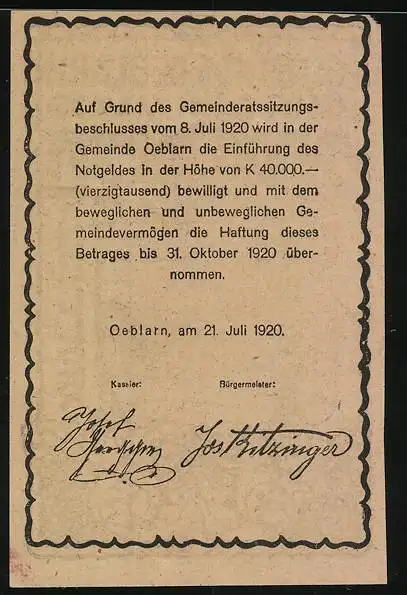 Auf Grund des Gemeinderatssitzungs-
beschlusses vom 8. Juli 1920 wird in der
Gemeinde Oeblarn die Einführung des
Notgeldes in der Höhe von K 40.000.—
(vierzigtausend) bewilligt und mit dem
beweglichen und unbeweglichen Ge-
meindevermögen die Haftung dieses
Betrages bis 31. Oktober 1920 über-
nommen.
Oeblarn, am 21. Juli 1920.
Kassier: Bürgermeister:
Josef
Jos Kitzinger